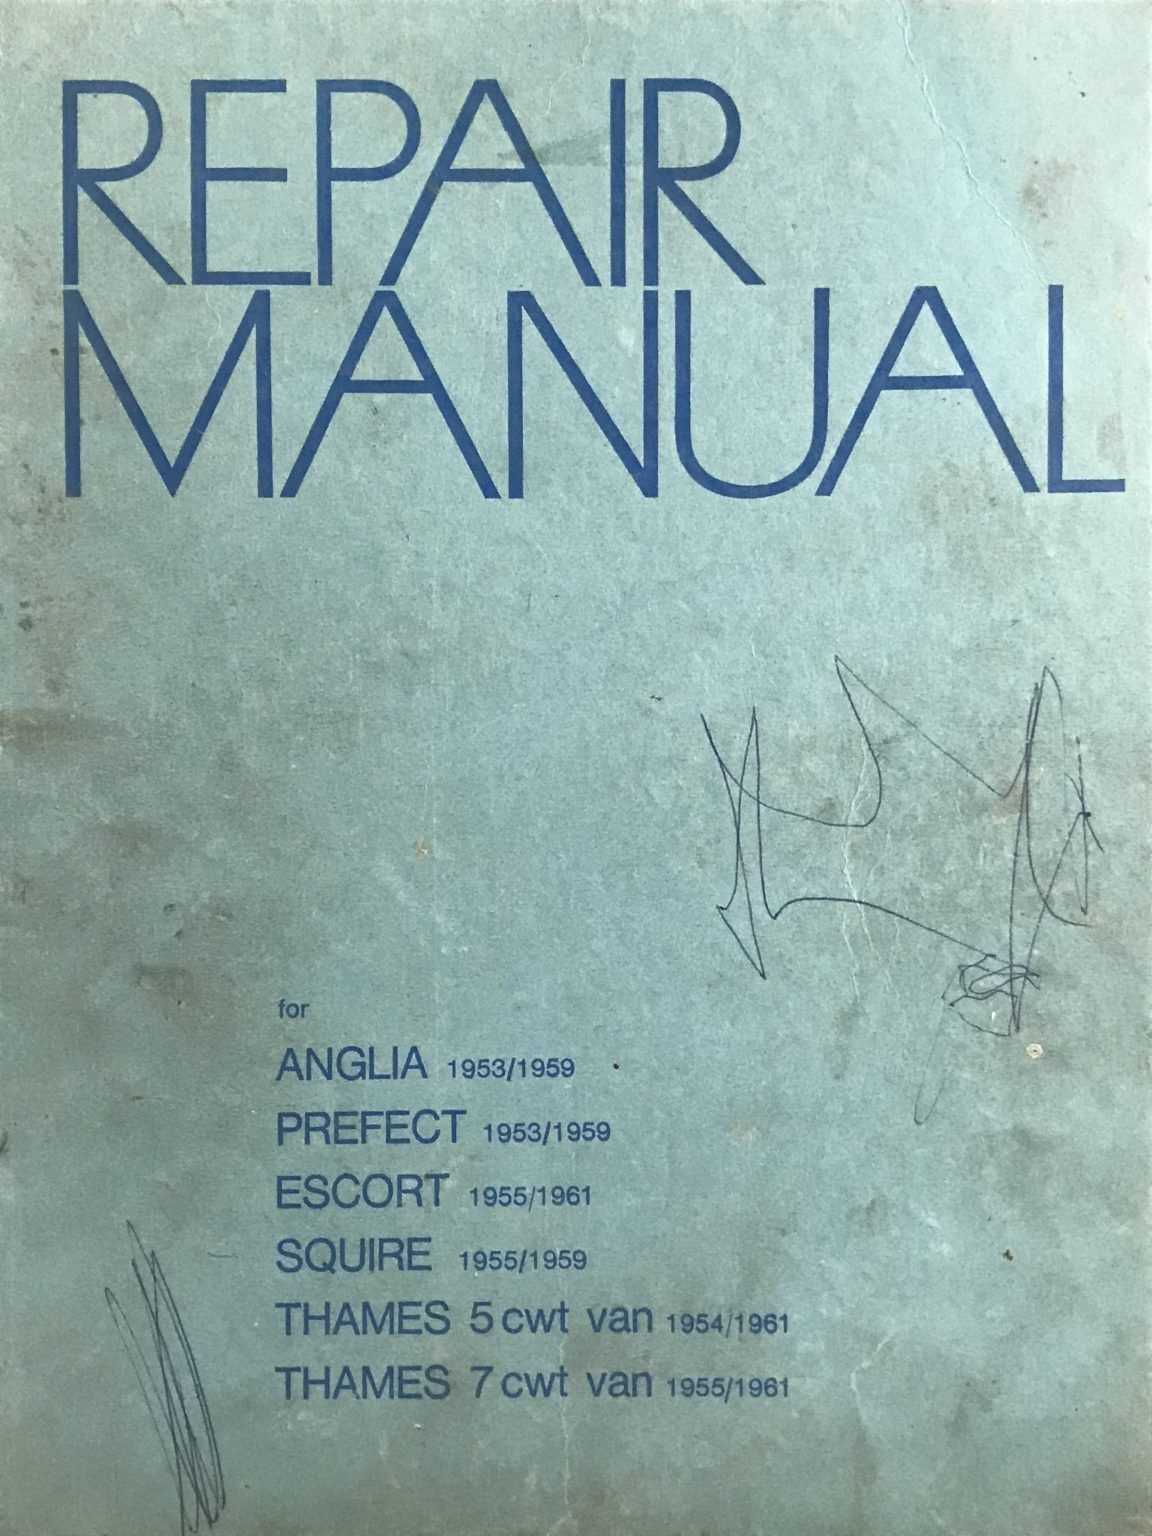 REPAIR
MANUAL
for
ANGLIA 1953/1959
PREFECT 1953/1959
ESCORT 1955/1961
SQUIRE 1955/1959
THAMES 5 cwt van 1954/1961
THAMES 7 cwt van 1955/1961